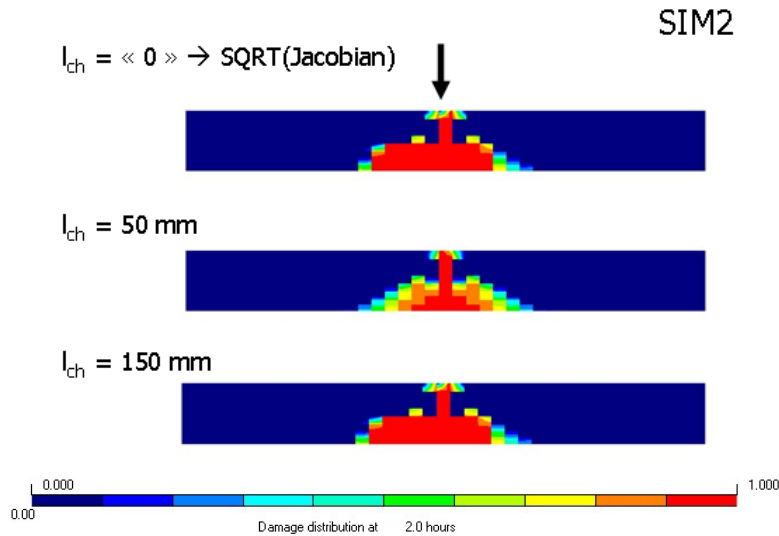 SIM2
lch = « 0 » → SQRT(Jacobian)
lch = 50 mm
lch = 150 mm
0.000 1.000
0.00
Damage distribution at 2.0 hours